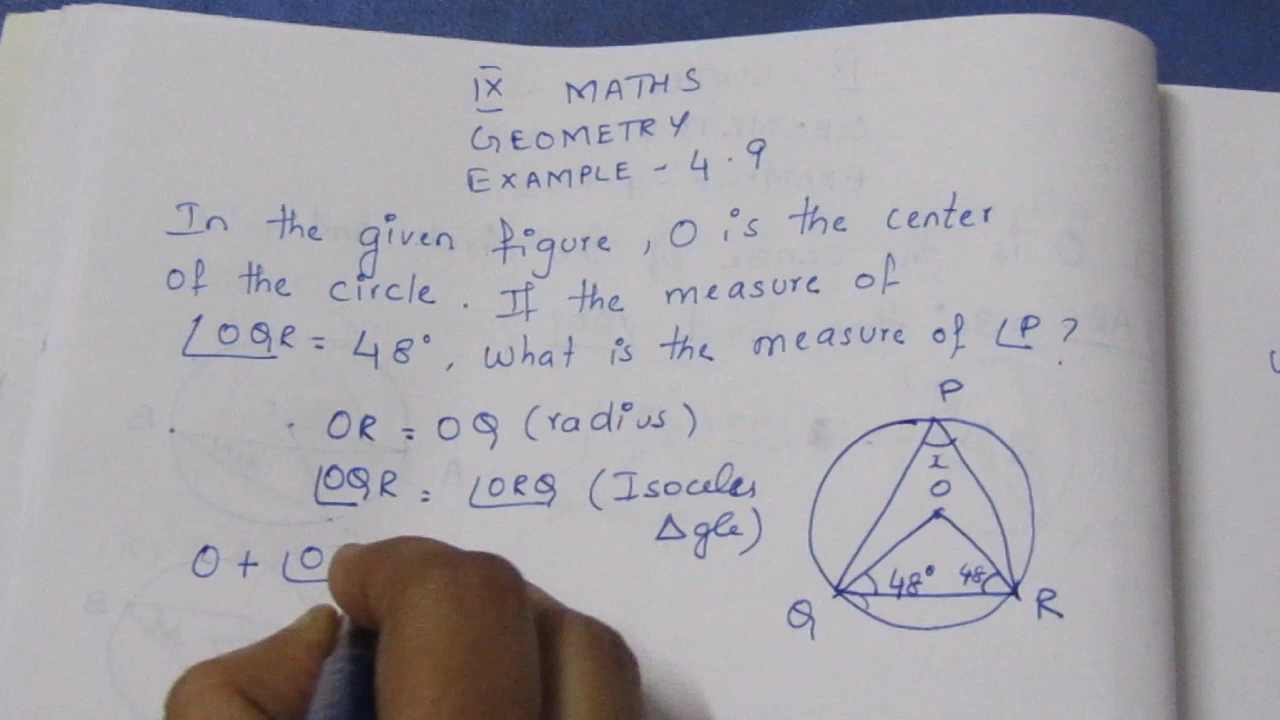 IX MATHS
GEOMETRY
EXAMPLE - 4.9
In the given figure, O is the center
of the circle. If the measure of
∠OQR = 48°, what is the measure of ∠P?
OR = OQ (radius)
∠OQR = ∠ORQ (Isoceles
Δgle)
O + ∠O
P
x
O
48° 48
Q R